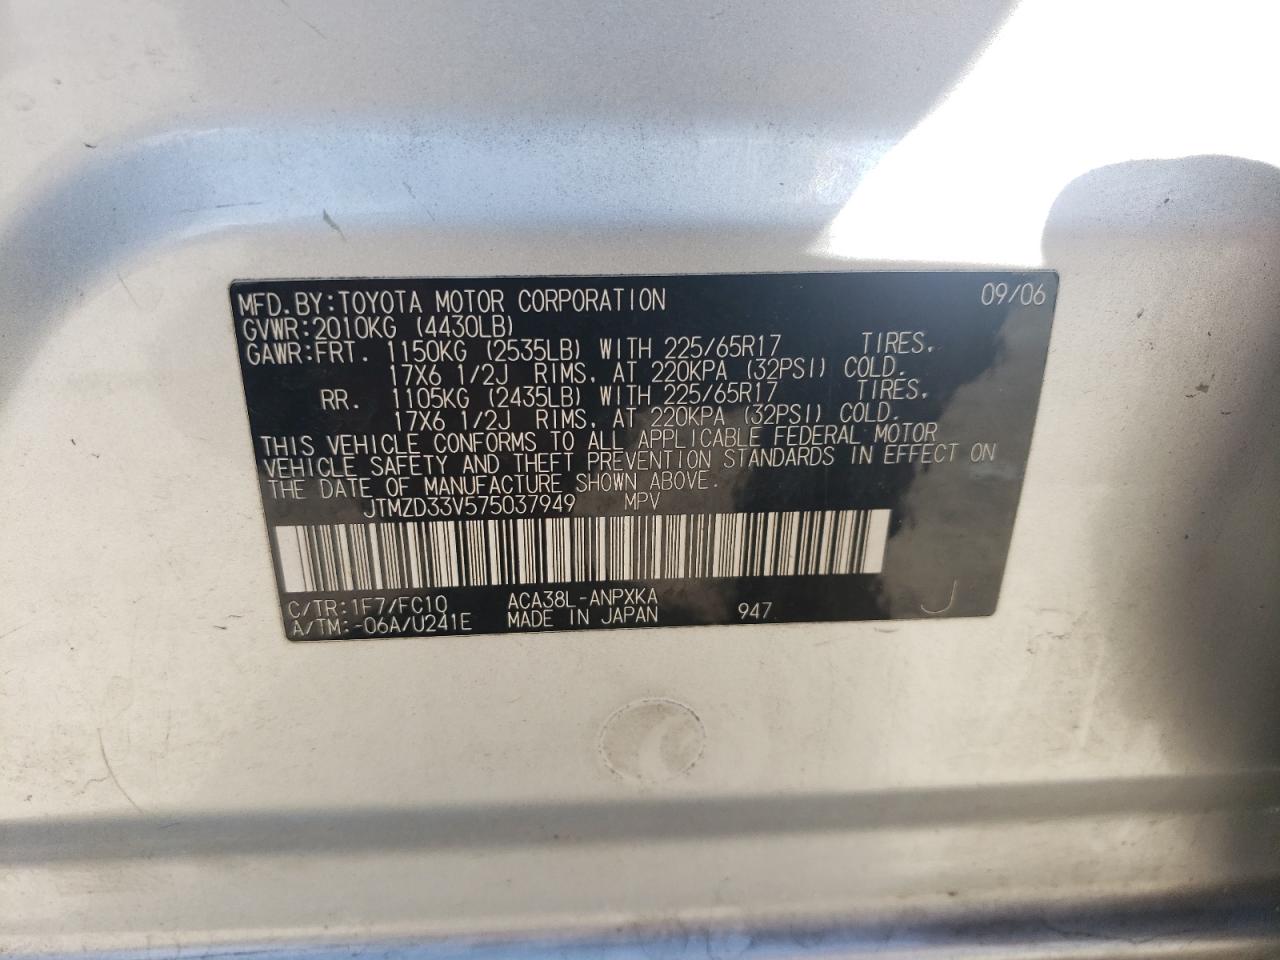 MFD.BY:TOYOTA MOTOR CORPORATION 09/06
GVWR:2010KG (4430LB)
GAWR:FRT. 1150KG (2535LB) WITH 225/65R17 TIRES,
17X6 1/2J RIMS, AT 220KPA (32PSI) COLD.
RR. 1105KG (2435LB) WITH 225/65R17 TIRES,
17X6 1/2J RIMS, AT 220KPA (32PSI) COLD.
THIS VEHICLE CONFORMS TO ALL APPLICABLE FEDERAL MOTOR
VEHICLE SAFETY AND THEFT PREVENTION STANDARDS IN EFFECT ON
THE DATE OF MANUFACTURE SHOWN ABOVE.
JTMZD33V575037949 MPV
C/TR:1F7/FC10 ACA38L-ANPXKA
A/TM:-06A/U241E MADE IN JAPAN 947 J